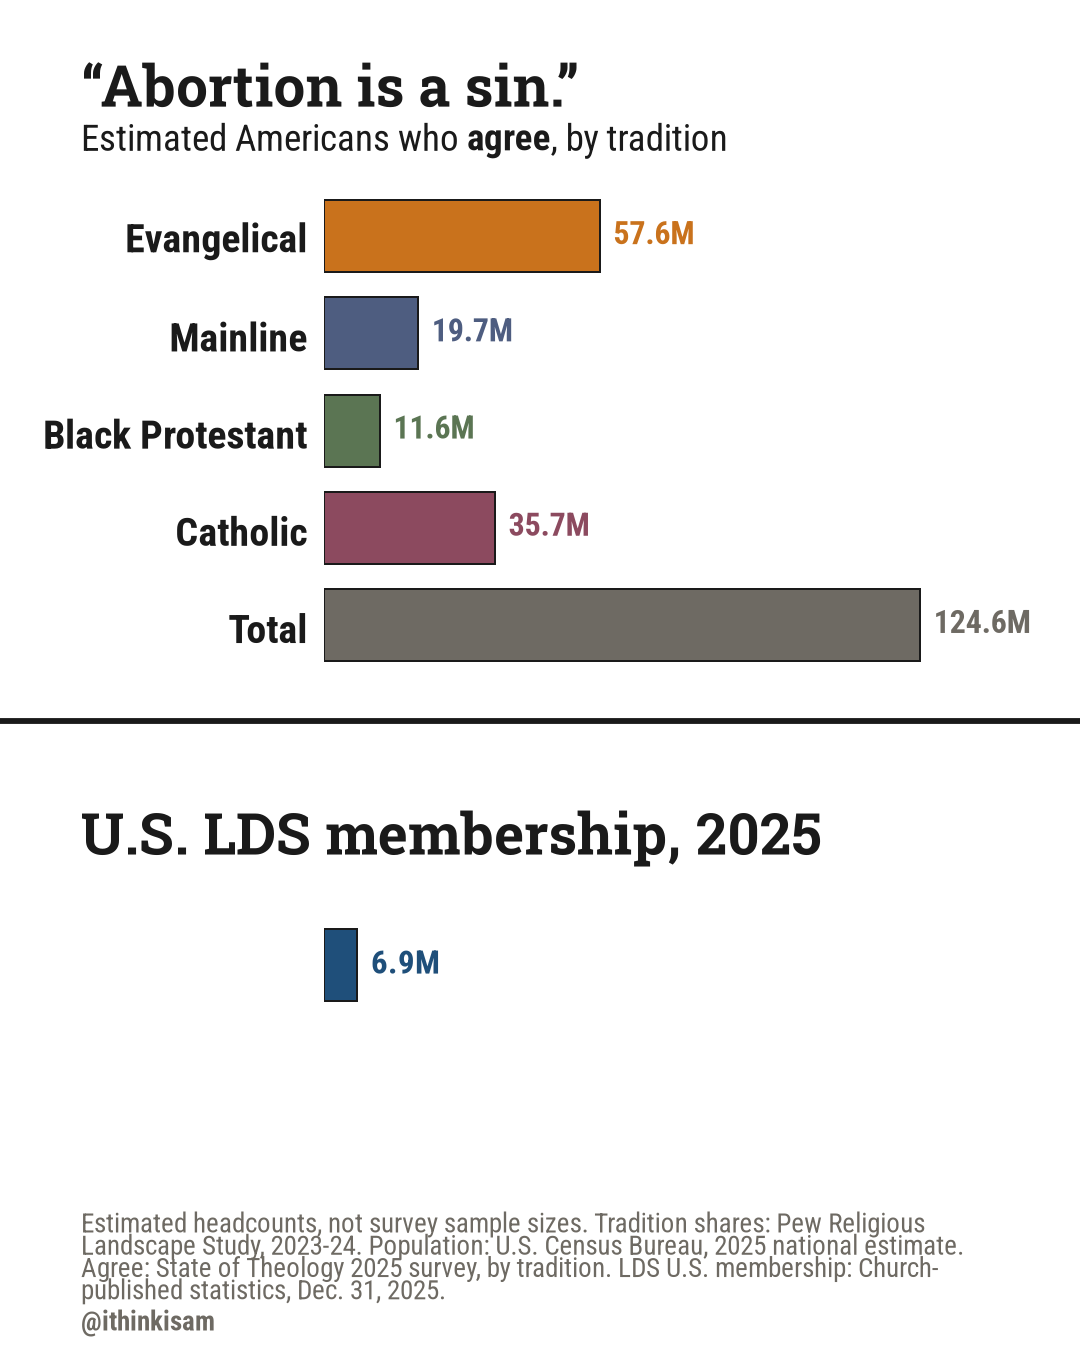 “Abortion is a sin.”
Estimated Americans who agree, by tradition
Evangelical 57.6M
Mainline 19.7M
Black Protestant 11.6M
Catholic 35.7M
Total 124.6M
U.S. LDS membership, 2025
6.9M
Estimated headcounts, not survey sample sizes. Tradition shares: Pew Religious
Landscape Study, 2023-24. Population: U.S. Census Bureau, 2025 national estimate.
Agree: State of Theology 2025 survey, by tradition. LDS U.S. membership: Church-
published statistics, Dec. 31, 2025.
@ithinkisam